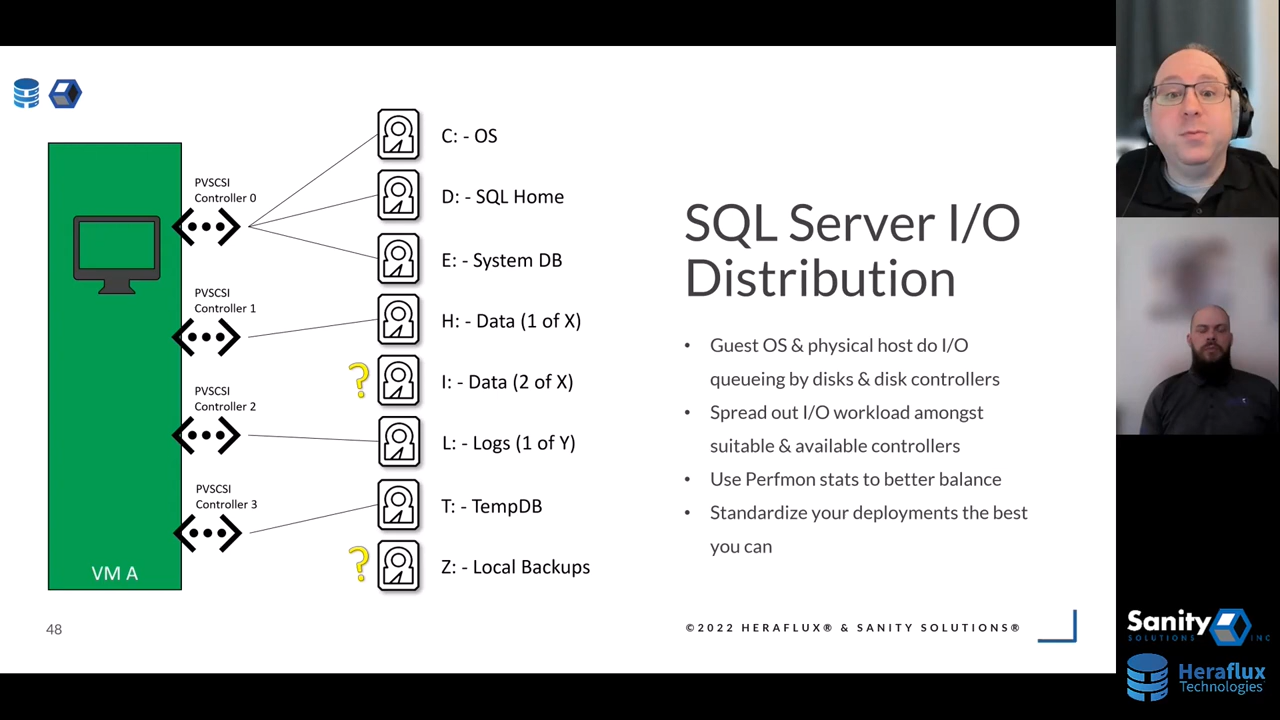 PVSCSI
Controller 0
PVSCSI
Controller 1
PVSCSI
Controller 2
PVSCSI
Controller 3
VM A
C: - OS
D: - SQL Home
E: - System DB
H: - Data (1 of X)
? I: - Data (2 of X)
L: - Logs (1 of Y)
T: - TempDB
? Z: - Local Backups
SQL Server I/O
Distribution
• Guest OS & physical host do I/O
queueing by disks & disk controllers
• Spread out I/O workload amongst
suitable & available controllers
• Use Perfmon stats to better balance
• Standardize your deployments the best
you can
48
©2022 HERAFLUX® & SANITY SOLUTIONS®
Sanity
SOLUTIONS INC
Heraflux
Technologies